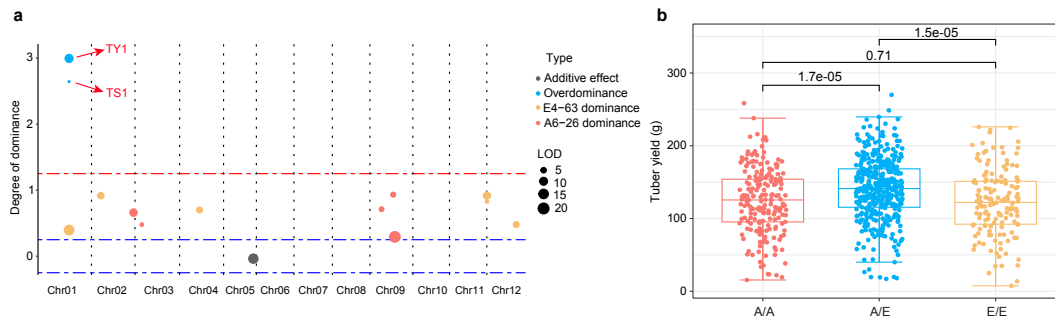 a
Degree of dominance
3
2
1
0
TY1
TS1
Chr01 Chr02 Chr03 Chr04 Chr05 Chr06 Chr07 Chr08 Chr09 Chr10 Chr11 Chr12
Type
Additive effect
Overdominance
E4−63 dominance
A6−26 dominance
LOD
5
10
15
20
b
Tuber yield (g)
300
200
100
0
1.5e-05
0.71
1.7e-05
A/A A/E E/E